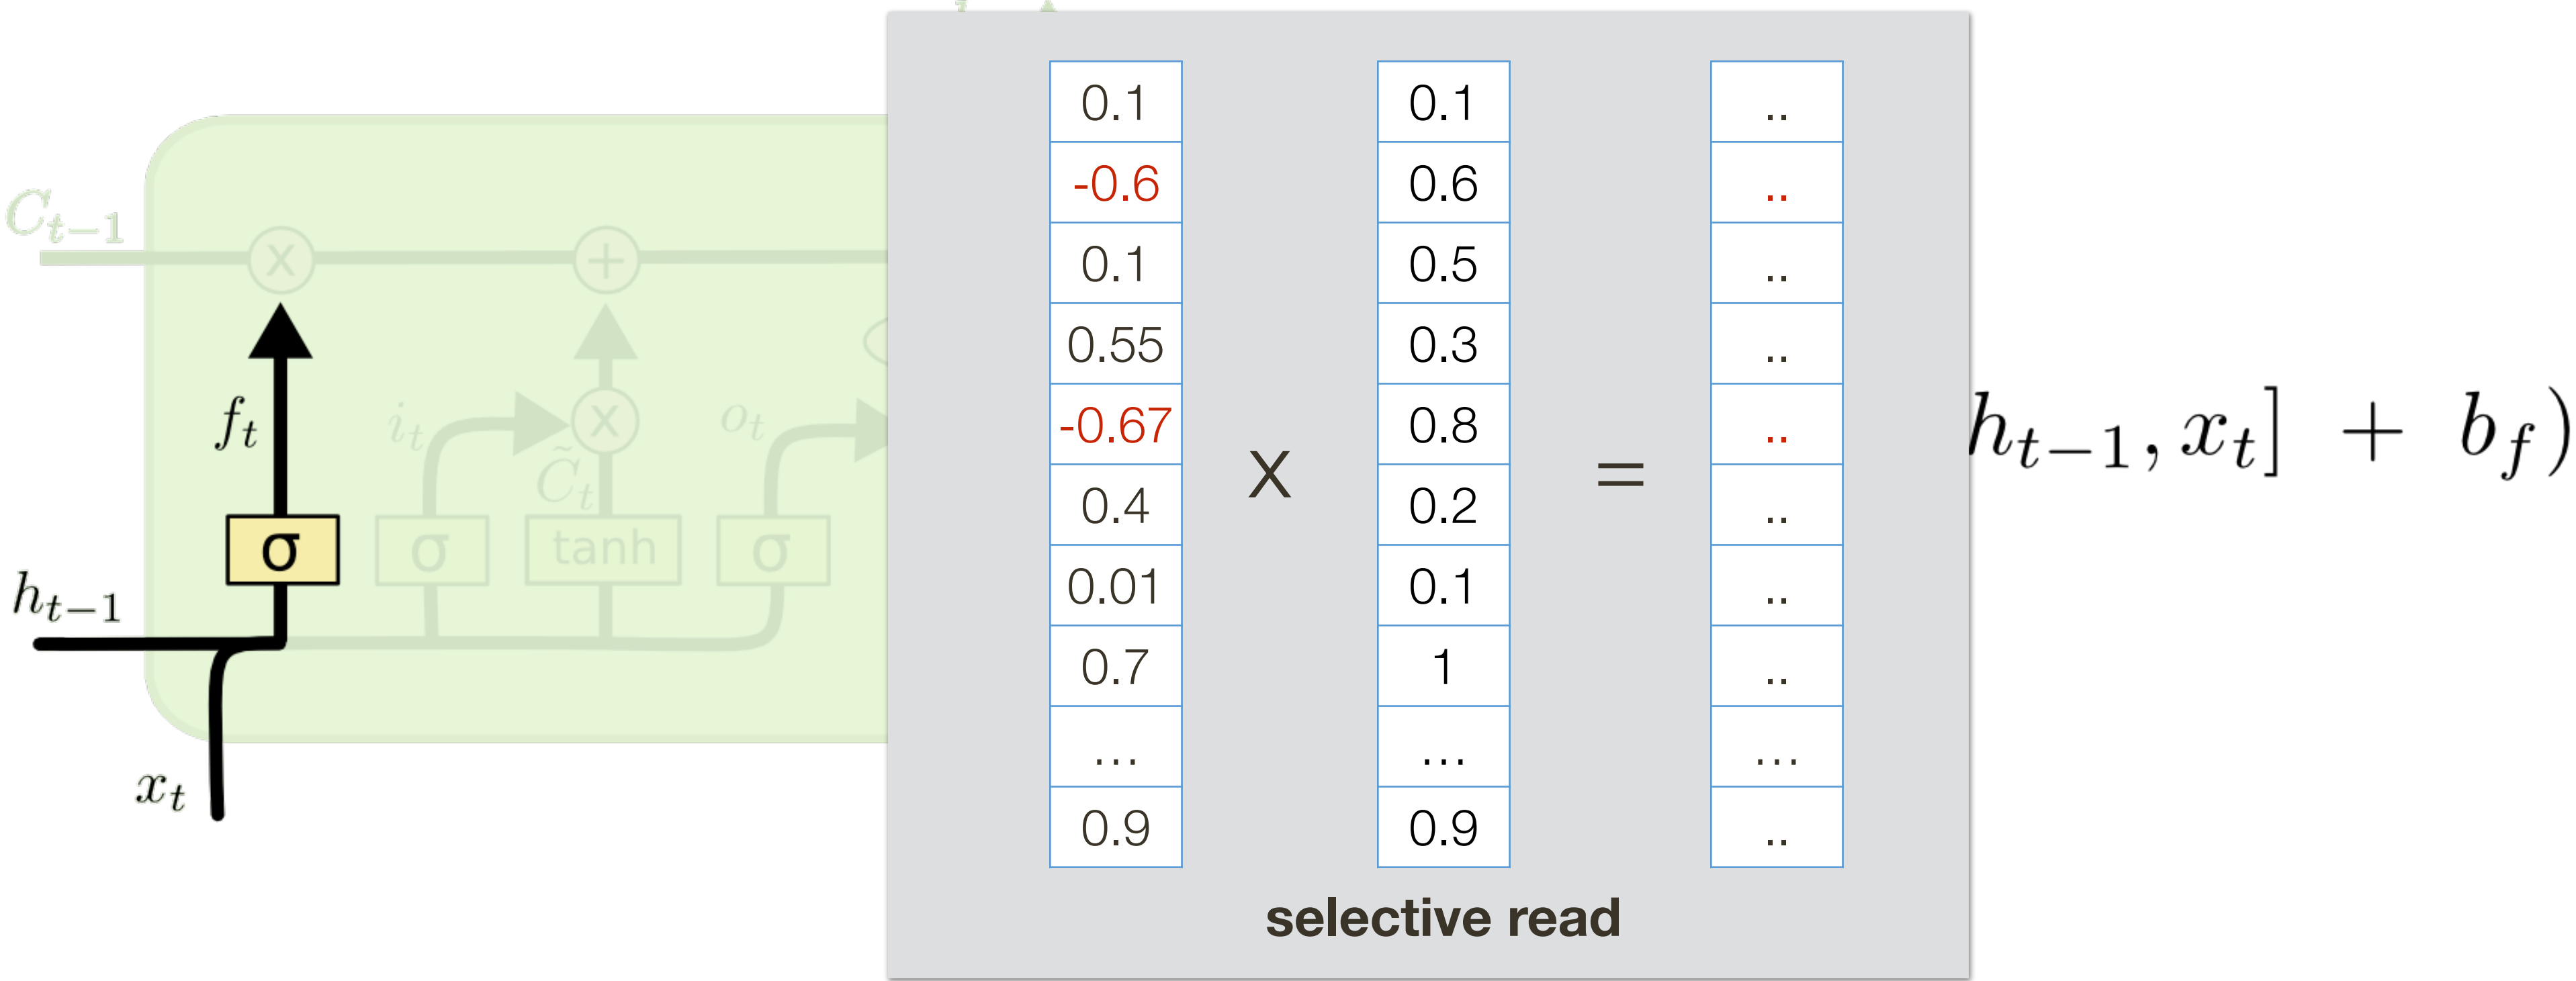 C_{t-1}
x
+
f_t
i_t
x
o_t
\tilde{C}_t
σ
σ
tanh
σ
h_{t-1}
x_t
0.1 0.1 ..
-0.6 0.6 ..
0.1 0.5 ..
0.55 0.3 ..
-0.67 0.8 ..
x =
0.4 0.2 ..
0.01 0.1 ..
0.7 1 ..
... ... ...
0.9 0.9 ..
selective read
h_{t-1}, x_t] + b_f)